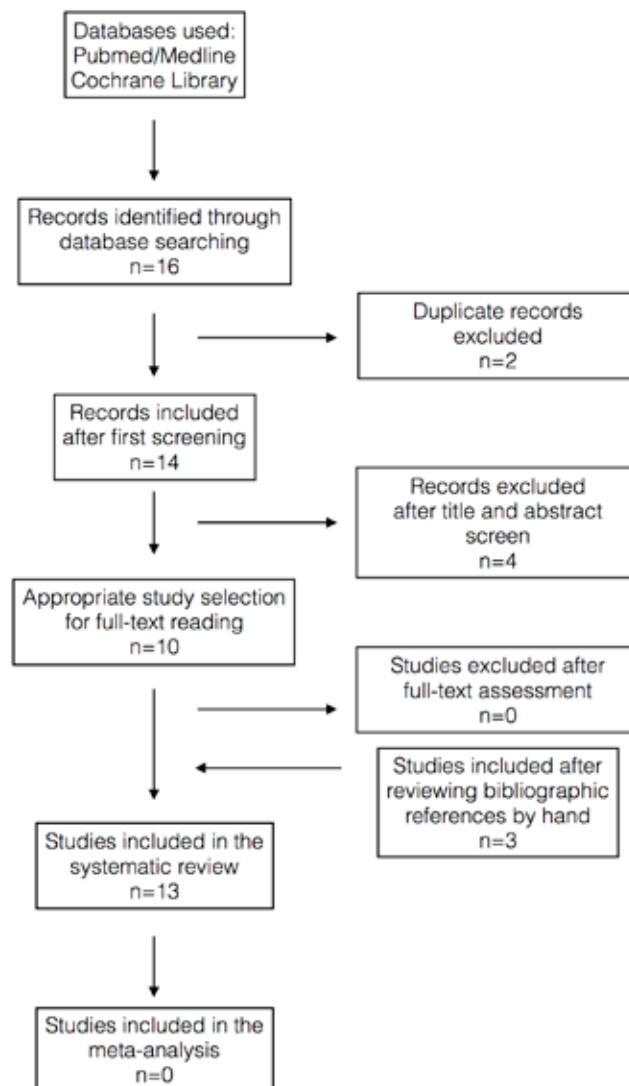 Databases used:
Pubmed/Medline
Cochrane Library
Records identified through
database searching
n=16
Duplicate records
excluded
n=2
Records included
after first screening
n=14
Records excluded
after title and abstract
screen
n=4
Appropriate study selection
for full-text reading
n=10
Studies excluded after
full-text assessment
n=0
Studies included after
reviewing bibliographic
references by hand
n=3
Studies included in the
systematic review
n=13
Studies included in the
meta-analysis
n=0